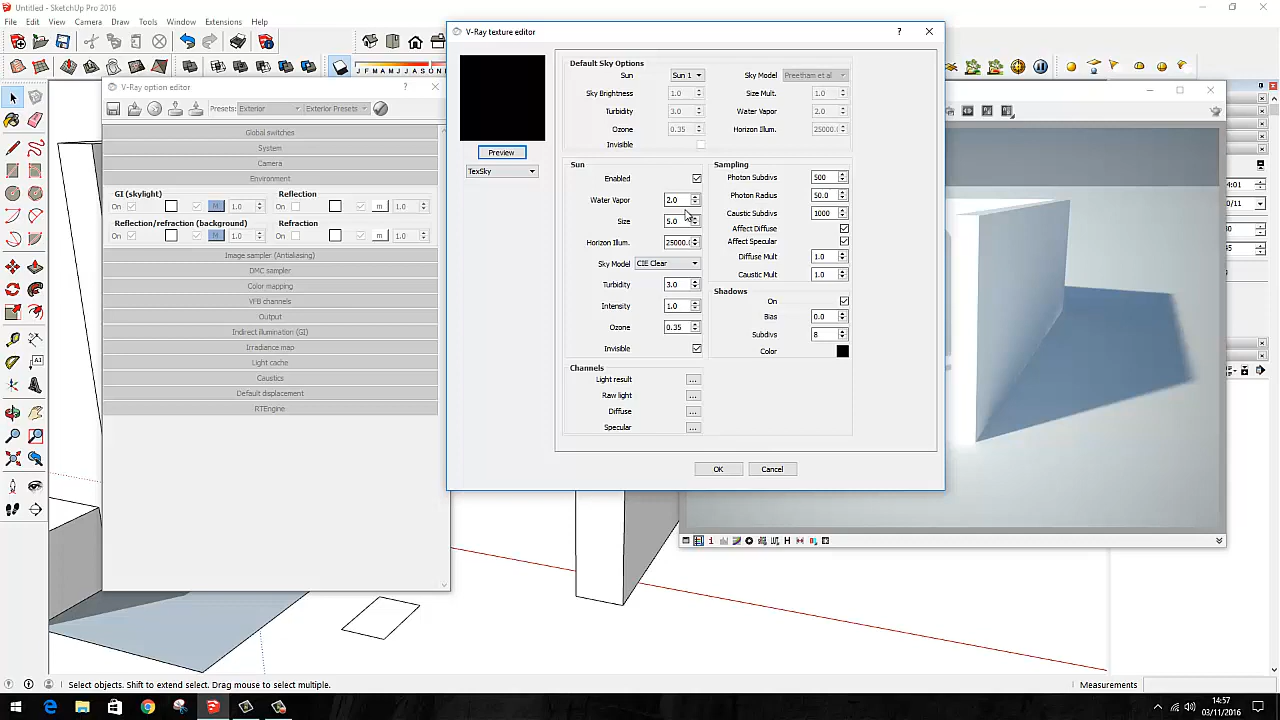 Untitled - SketchUp Pro 2016
File Edit View Camera Draw Tools Window Extensions Help
J F M A M J J A S O N
V-Ray option editor
? ×
Presets: Exterior Exterior Presets
Global switches
System
Camera
Environment
GI (skylight) Reflection
On M 1.0 On m 1.0
Reflection/refraction (background) Refraction
On M 1.0 On m 1.0
Image sampler (Antialiasing)
DMC sampler
Color mapping
VFB channels
Output
Indirect illumination (GI)
Irradiance map
Light cache
Caustics
Default displacement
RTEngine
V-Ray texture editor
?
Preview
TexSky
Default Sky Options
Sun Sun 1 Sky Model Preetham et al
Sky Brightness 1.0 Size Mult. 1.0
Turbidity 3.0 Water Vapor 2.0
Ozone 0.35 Horizon Illum. 25000.
Invisible
Sun
Enabled
Water Vapor 2.0
Size 5.0
Horizon Illum. 25000.
Sky Model CIE Clear
Turbidity 3.0
Intensity 1.0
Ozone 0.35
Invisible
Sampling
Photon Subdivs 500
Photon Radius 50.0
Caustic Subdivs 1000
Affect Diffuse
Affect Specular
Diffuse Mult 1.0
Caustic Mult 1.0
Shadows
On
Bias 0.0
Subdivs 8
Color
Channels
Light result ...
Raw light ...
Diffuse ...
Specular ...
OK Cancel
4:01
0/11
30
45
Select objects. Shift to extend select. Drag mouse to select multiple.
Measurements
14:57
03/11/2016